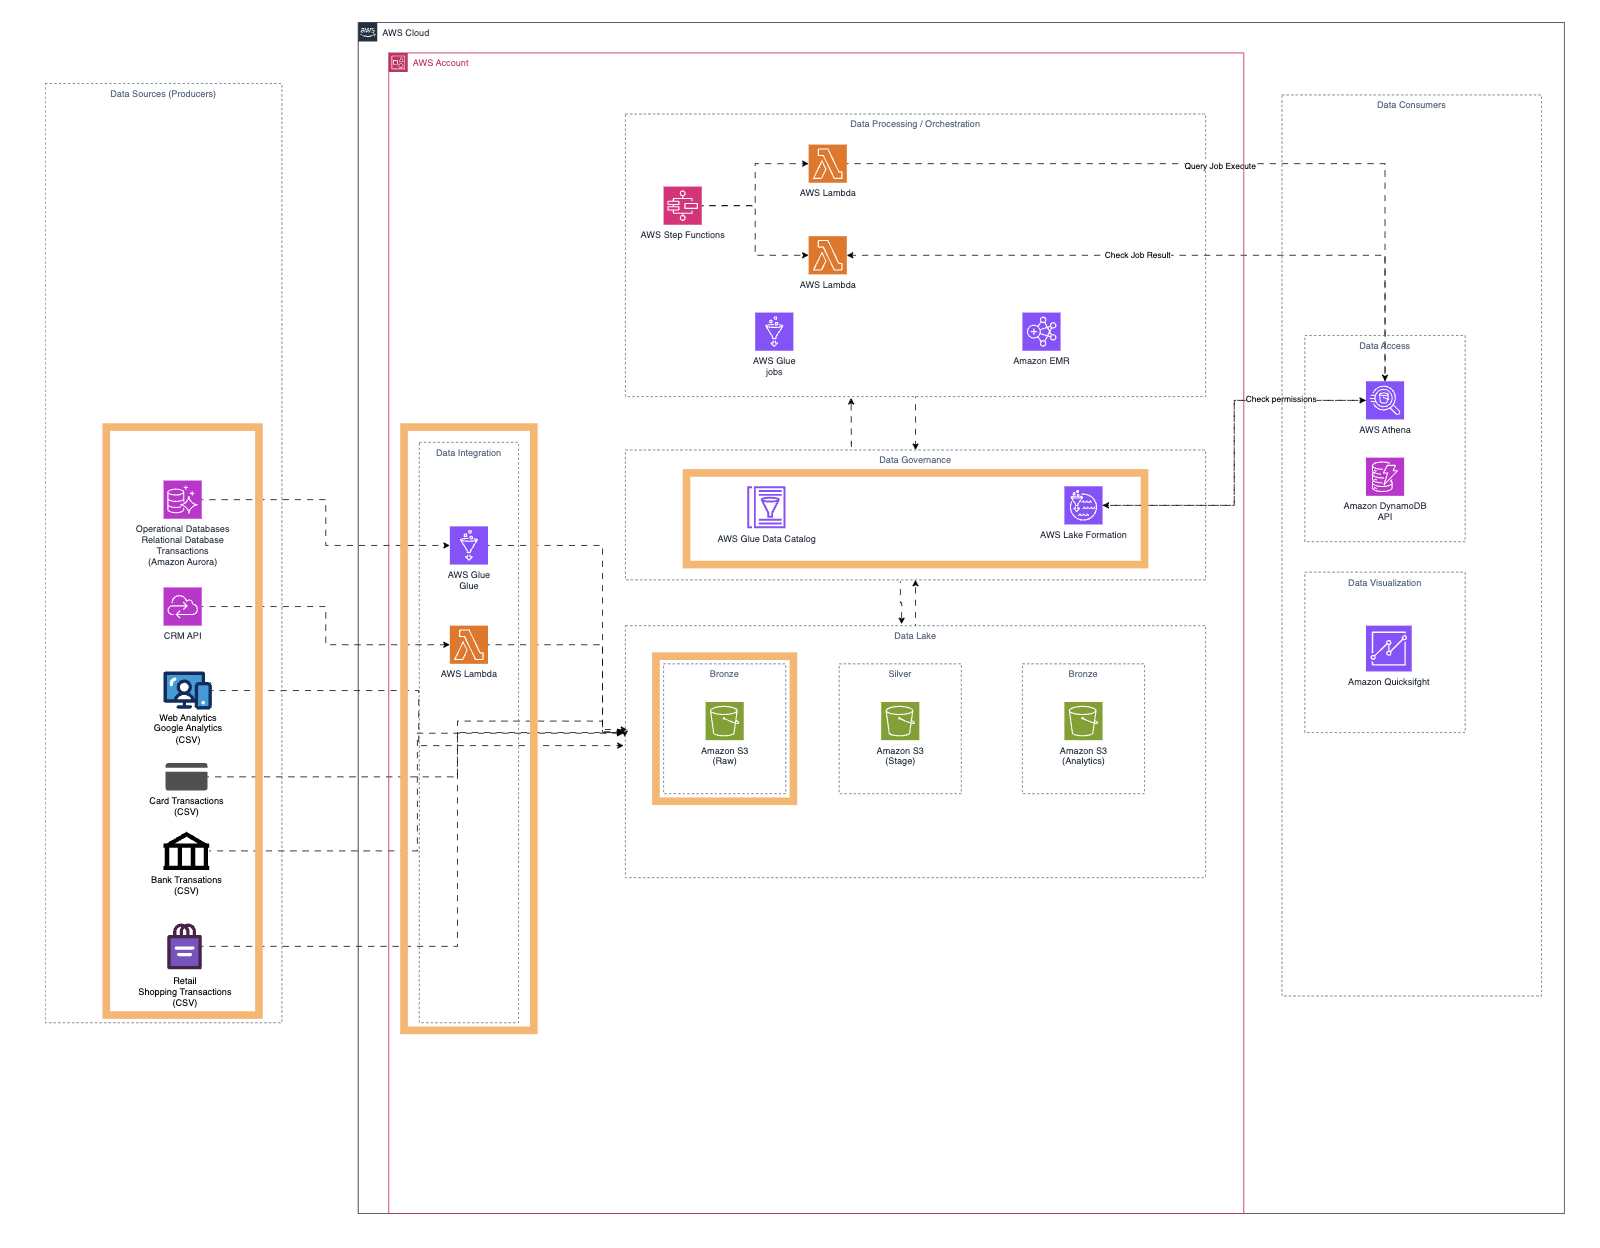 aws
AWS Cloud
AWS Account
Data Sources (Producers)
Operational Databases
Relational Database
Transactions
(Amazon Aurora)
CRM API
Web Analytics
Google Analytics
(CSV)
Card Transactions
(CSV)
Bank Transations
(CSV)
Retail
Shopping Transactions
(CSV)
Data Integration
AWS Glue
Glue
AWS Lambda
Data Processing / Orchestration
AWS Step Functions
AWS Lambda
AWS Lambda
AWS Glue
jobs
Amazon EMR
Query Job Execute
Check Job Result
Check permissions
Data Governance
AWS Glue Data Catalog
AWS Lake Formation
Data Lake
Bronze
Amazon S3
(Raw)
Silver
Amazon S3
(Stage)
Bronze
Amazon S3
(Analytics)
Data Consumers
Data Access
AWS Athena
Amazon DynamoDB
API
Data Visualization
Amazon Quicksifght